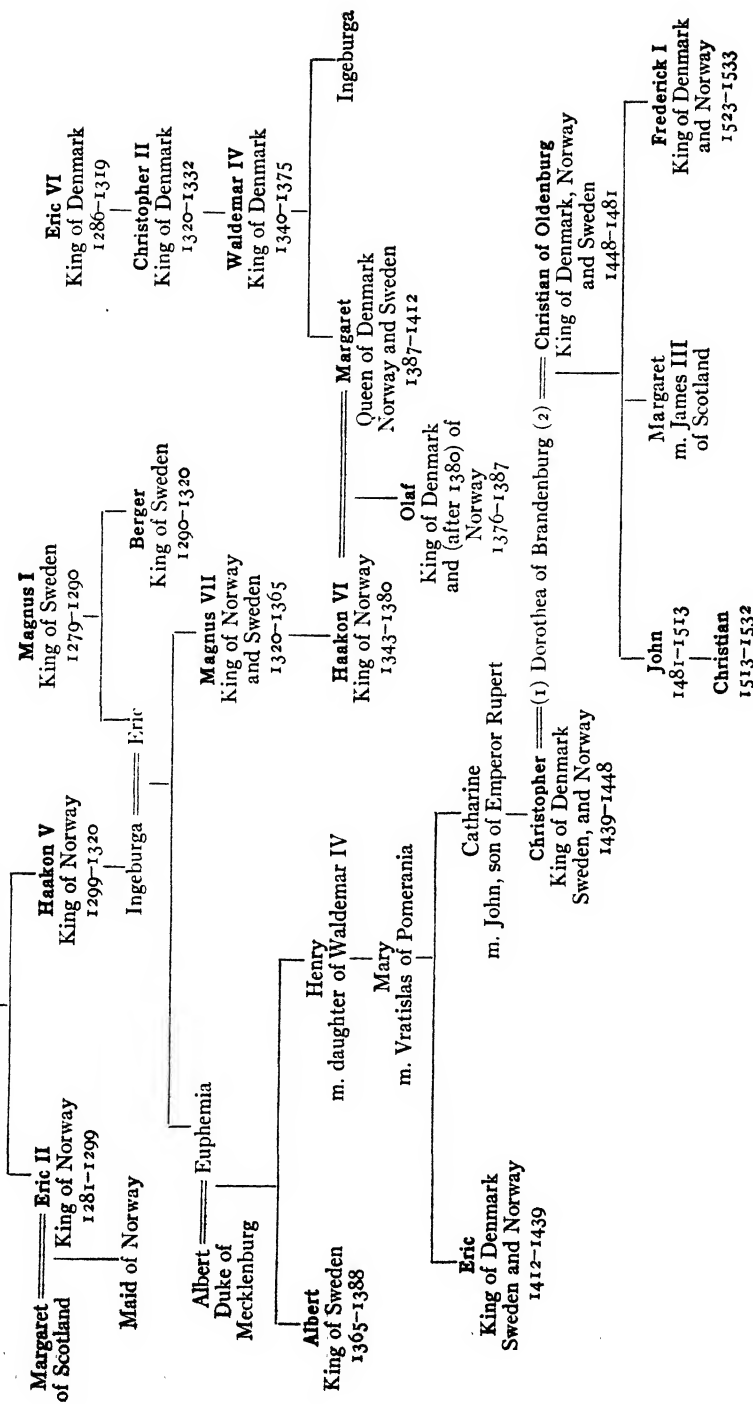 Margaret
of Scotland
Eric II
King of Norway
1281–1299
Maid of Norway
Haakon V
King of Norway
1299–1320
Ingeburga
Eric
Magnus I
King of Sweden
1279–1290
Berger
King of Sweden
1290–1320
Eric VI
King of Denmark
1286–1319
Christopher II
King of Denmark
1320–1332
Waldemar IV
King of Denmark
1340–1375
Albert
Duke of
Mecklenburg
Euphemia
Magnus VII
King of Norway
and Sweden
1320–1365
Haakon VI
King of Norway
1343–1380
Margaret
Queen of Denmark
Norway and Sweden
1387–1412
Ingeburga
Olaf
King of Denmark
and (after 1380) of
Norway
1376–1387
Albert
King of Sweden
1365–1388
Henry
m. daughter of Waldemar IV
Mary
m. Vratislas of Pomerania
Eric
King of Denmark
Sweden and Norway
1412–1439
Catharine
m. John, son of Emperor Rupert
Christopher (1) Dorothea of Brandenburg (2) Christian of Oldenburg
King of Denmark
Sweden, and Norway
1439–1448
King of Denmark, Norway
and Sweden
1448–1481
John
1481–1513
Christian
1513–1532
Margaret
m. James III
of Scotland
Frederick I
King of Denmark
and Norway
1523–1533